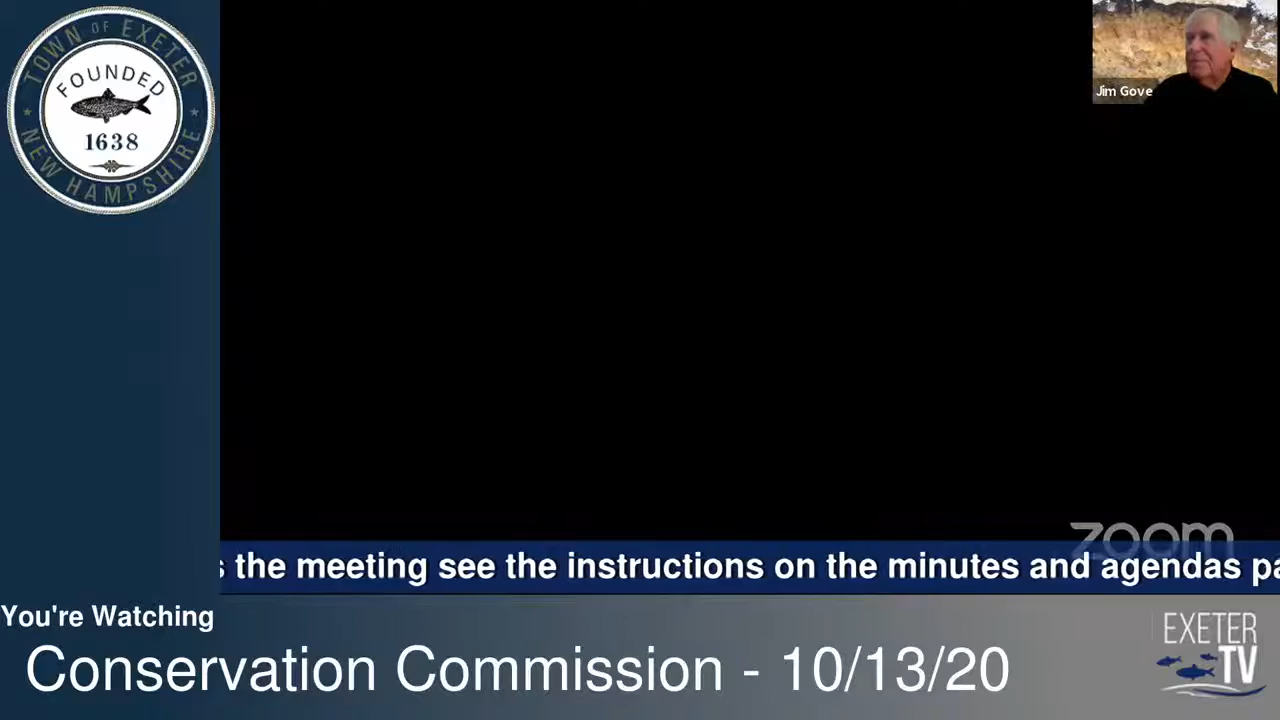 TOWN OF EXETER
FOUNDED
1638
NEW HAMPSHIRE
Jim Gove
zoom
the meeting see the instructions on the minutes and agendas
You're Watching
Conservation Commission - 10/13/20
EXETER
TV